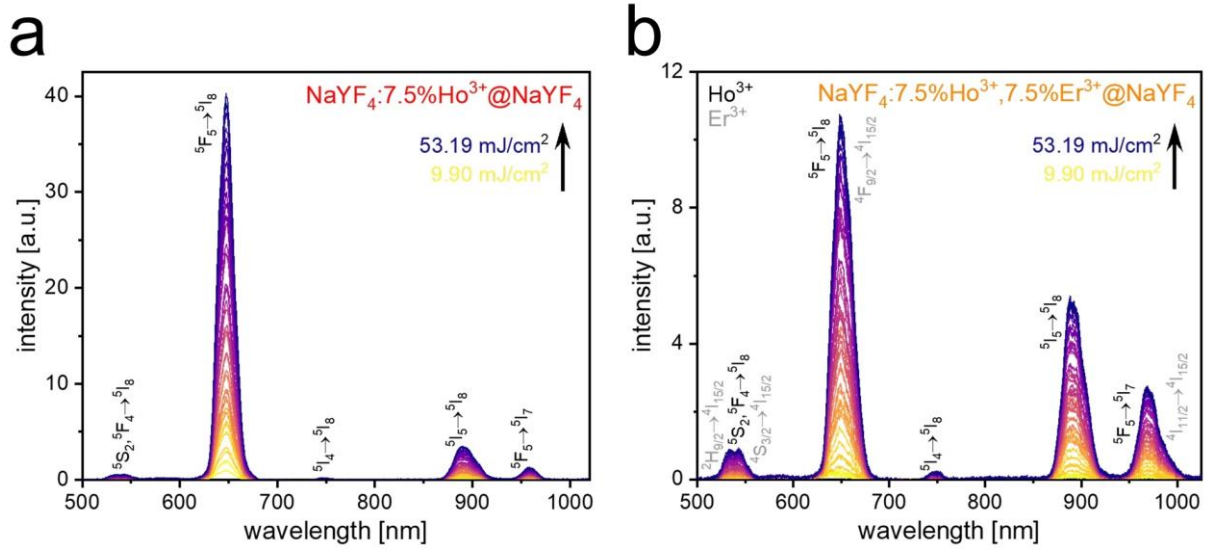 a
40
30
20
10
0
intensity [a.u.]
NaYF₄:7.5%Ho³⁺@NaYF₄
53.19 mJ/cm²
9.90 mJ/cm²
⁵S₂, ⁵F₄→⁵I₈
⁵F₅→⁵I₈
⁵I₄→⁵I₈
⁵I₅→⁵I₈
⁵F₅→⁵I₇
500 600 700 800 900 1000
wavelength [nm]
b
12
8
4
0
intensity [a.u.]
Ho³⁺
Er³⁺
NaYF₄:7.5%Ho³⁺,7.5%Er³⁺@NaYF₄
53.19 mJ/cm²
9.90 mJ/cm²
²H₉/₂→⁴I₁₅/₂
⁵S₂, ⁵F₄→⁵I₈
⁴S₃/₂→⁴I₁₅/₂
⁵F₅→⁵I₈
⁴F₉/₂→⁴I₁₅/₂
⁵I₄→⁵I₈
⁵I₅→⁵I₈
⁵F₅→⁵I₇
⁴I₁₁/₂→⁴I₁₅/₂
500 600 700 800 900 1000
wavelength [nm]